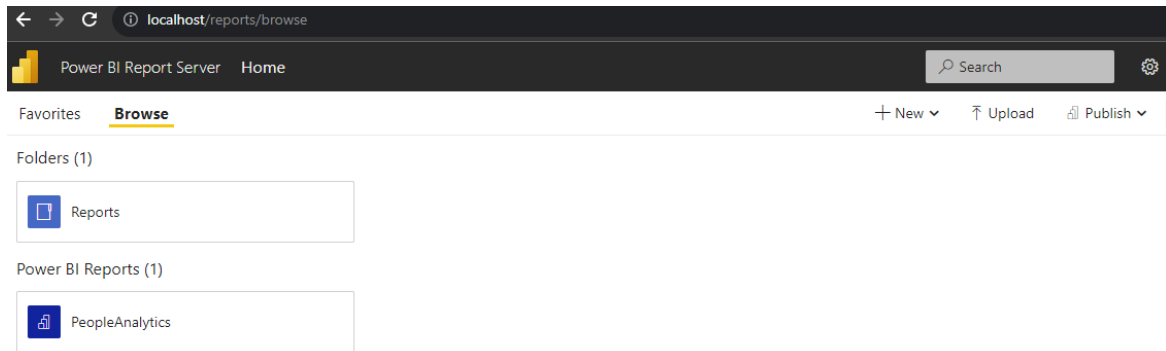 localhost/reports/browse
Power BI Report Server Home Search
Favorites Browse New Upload Publish
Folders (1)
Reports
Power BI Reports (1)
PeopleAnalytics